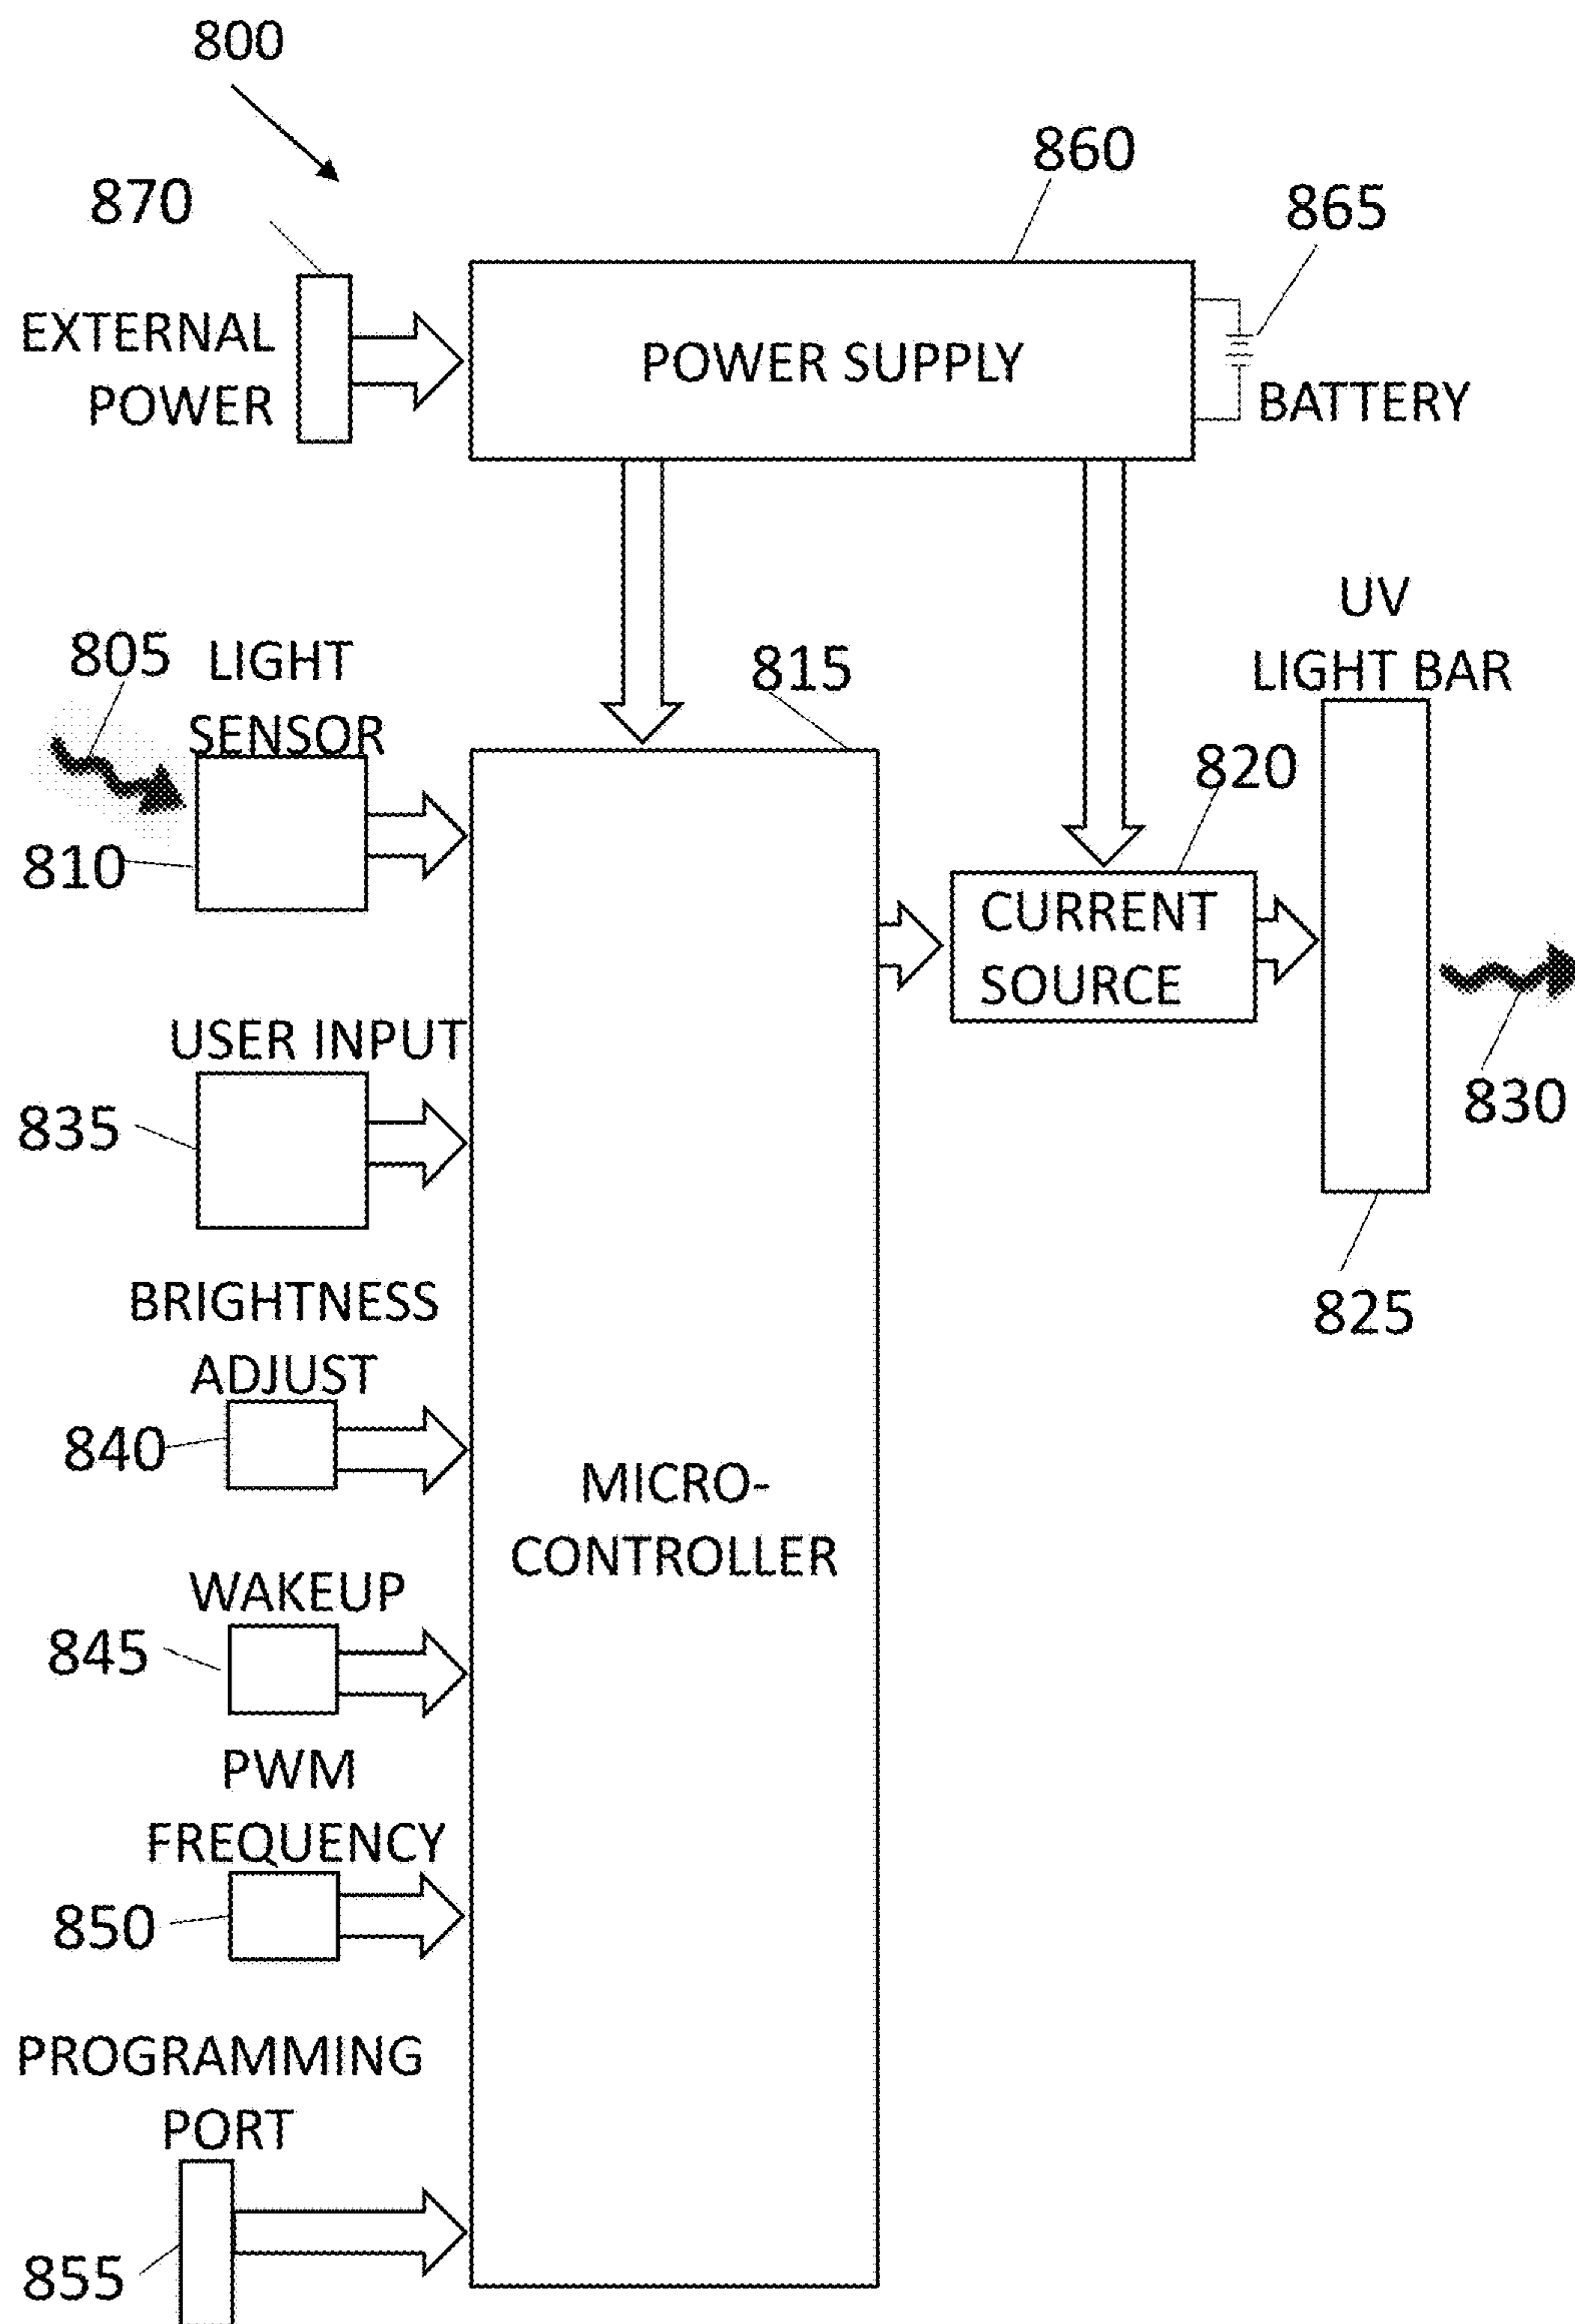 800
870
860
865
EXTERNAL
POWER
POWER SUPPLY
BATTERY
805
LIGHT
SENSOR
810
815
UV
LIGHT BAR
820
CURRENT
SOURCE
830
825
USER INPUT
835
BRIGHTNESS
ADJUST
840
MICRO-
CONTROLLER
WAKEUP
845
PWM
FREQUENCY
850
PROGRAMMING
PORT
855